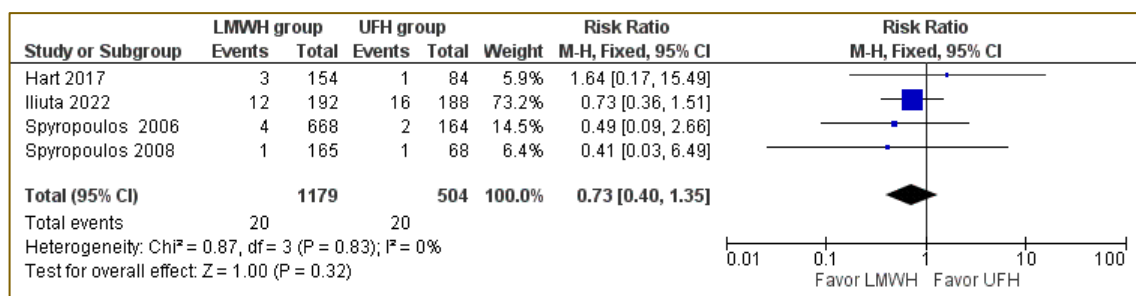 LMWH group UFH group Risk Ratio Risk Ratio
Study or Subgroup Events Total Events Total Weight M-H, Fixed, 95% CI M-H, Fixed, 95% CI
Hart 2017 3 154 1 84 5.9% 1.64 [0.17, 15.49]
Iliuta 2022 12 192 16 188 73.2% 0.73 [0.36, 1.51]
Spyropoulos 2006 4 668 2 164 14.5% 0.49 [0.09, 2.66]
Spyropoulos 2008 1 165 1 68 6.4% 0.41 [0.03, 6.49]
Total (95% CI) 1179 504 100.0% 0.73 [0.40, 1.35]
Total events 20 20
Heterogeneity: Chi² = 0.87, df = 3 (P = 0.83); I² = 0%
Test for overall effect: Z = 1.00 (P = 0.32)
0.01 0.1 1 10 100
Favor LMWH Favor UFH